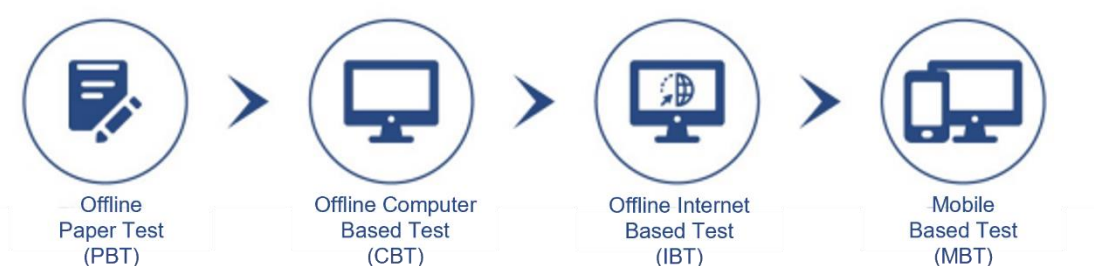 Offline
Paper Test
(PBT)
Offline Computer
Based Test
(CBT)
Offline Internet
Based Test
(IBT)
Mobile
Based Test
(MBT)